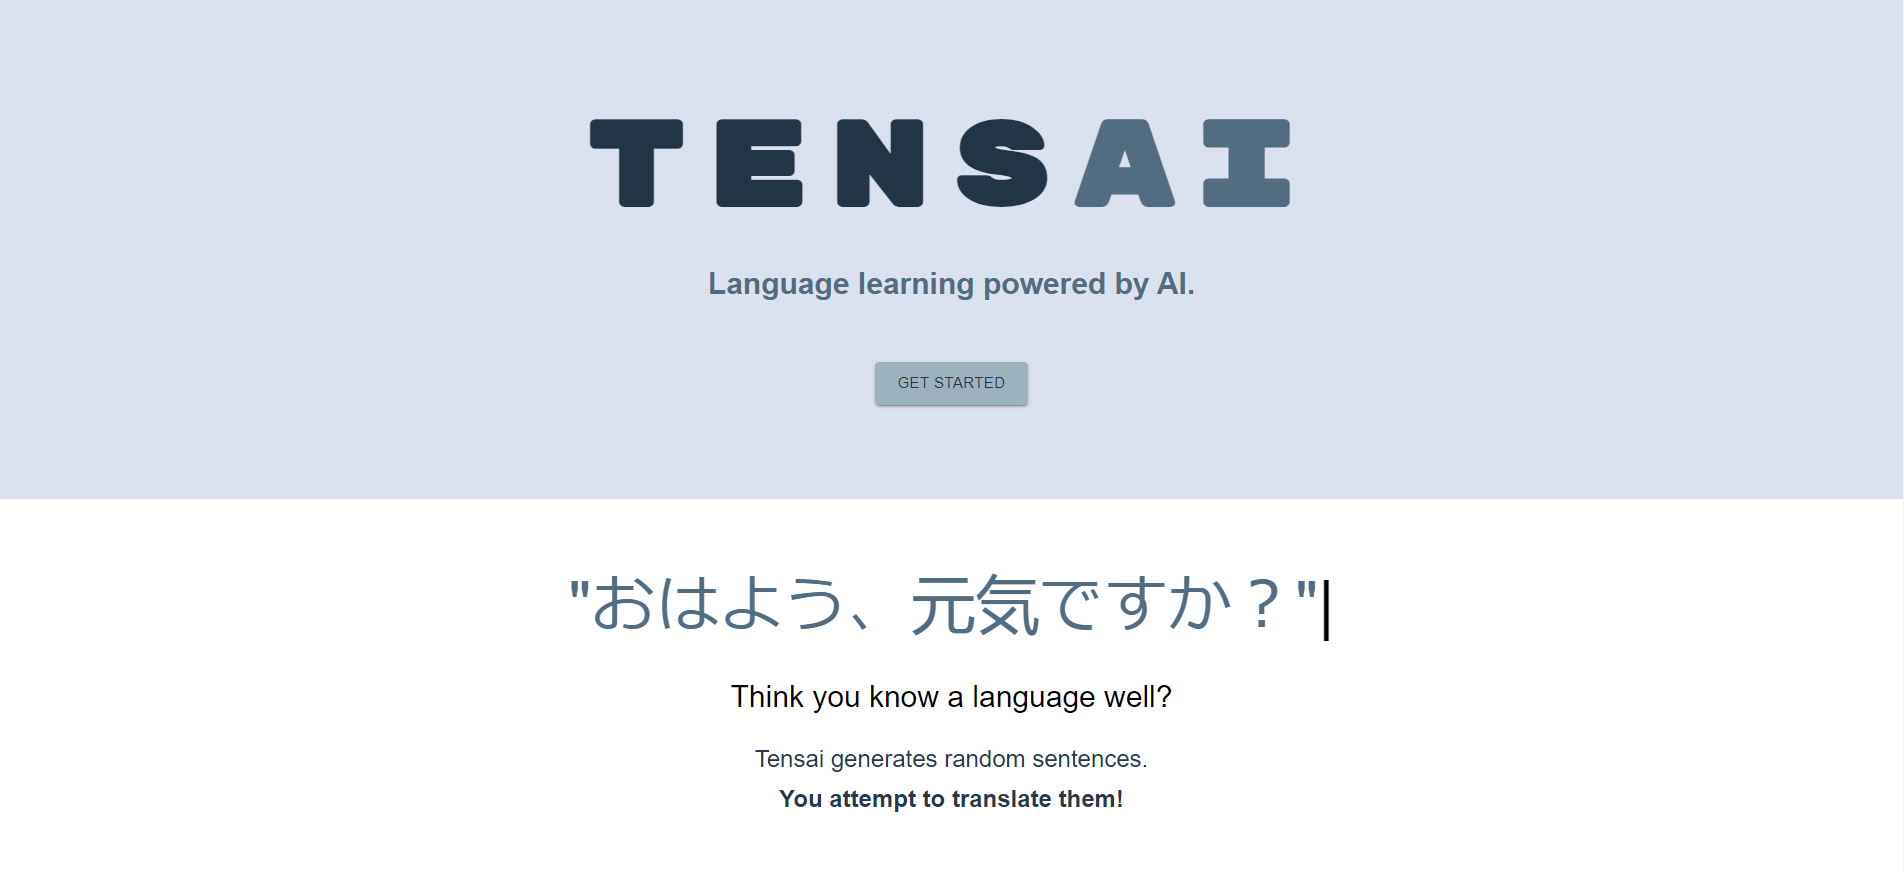 TENSAI
Language learning powered by AI.
GET STARTED
"おはよう、元気ですか？"
Think you know a language well?
Tensai generates random sentences.
You attempt to translate them!